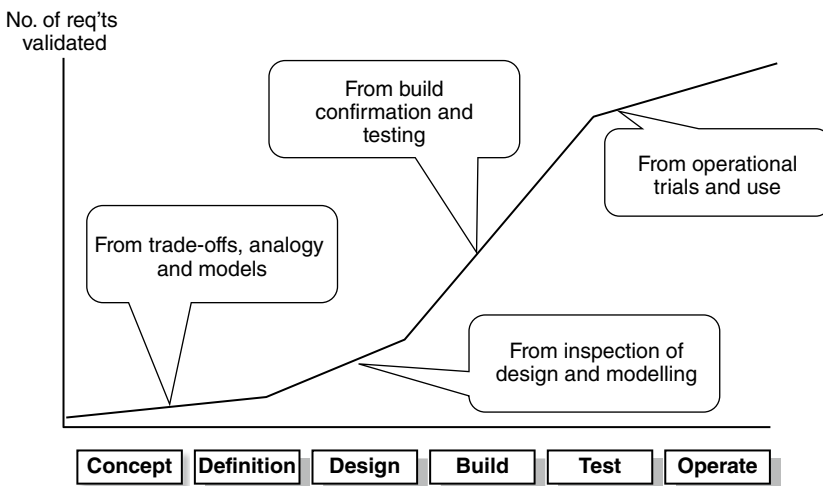 No. of req'ts
validated
From build
confirmation and
testing
From operational
trials and use
From trade-offs, analogy
and models
From inspection of
design and modelling
Concept Definition Design Build Test Operate